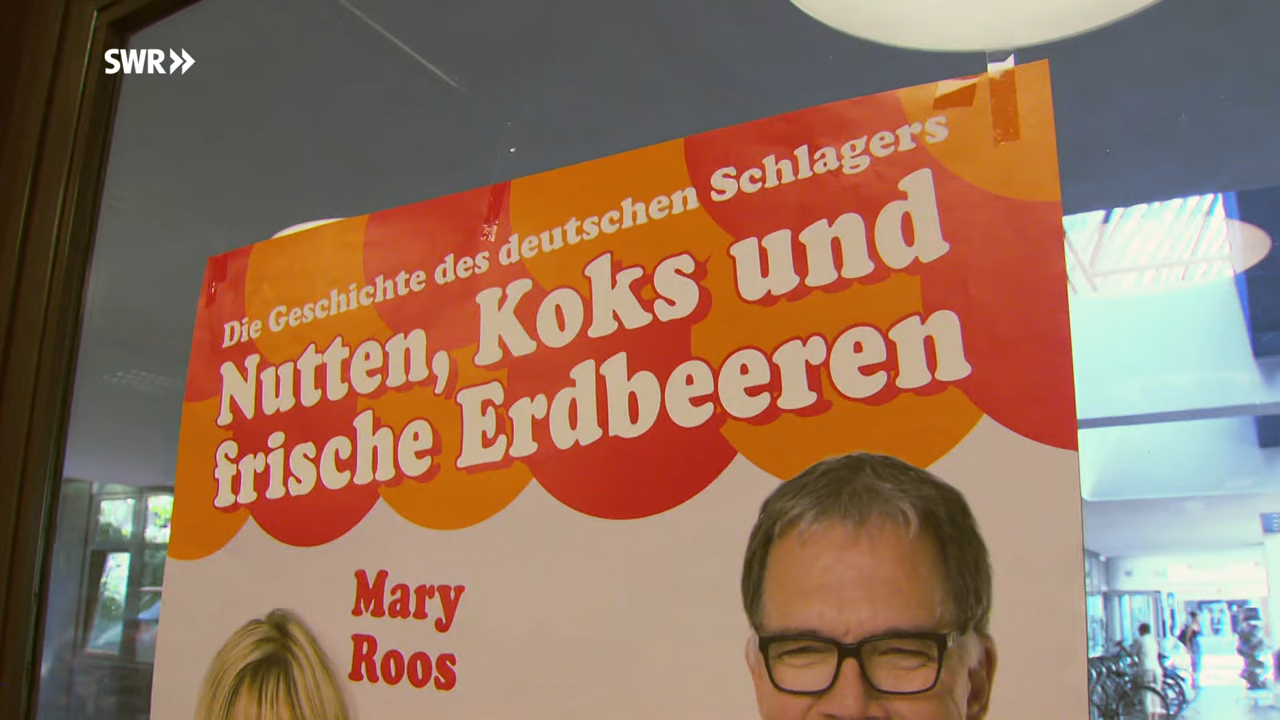 SWR
Die Geschichte des deutschen Schlagers
Nutten, Koks und
frische Erdbeeren
Mary
Roos